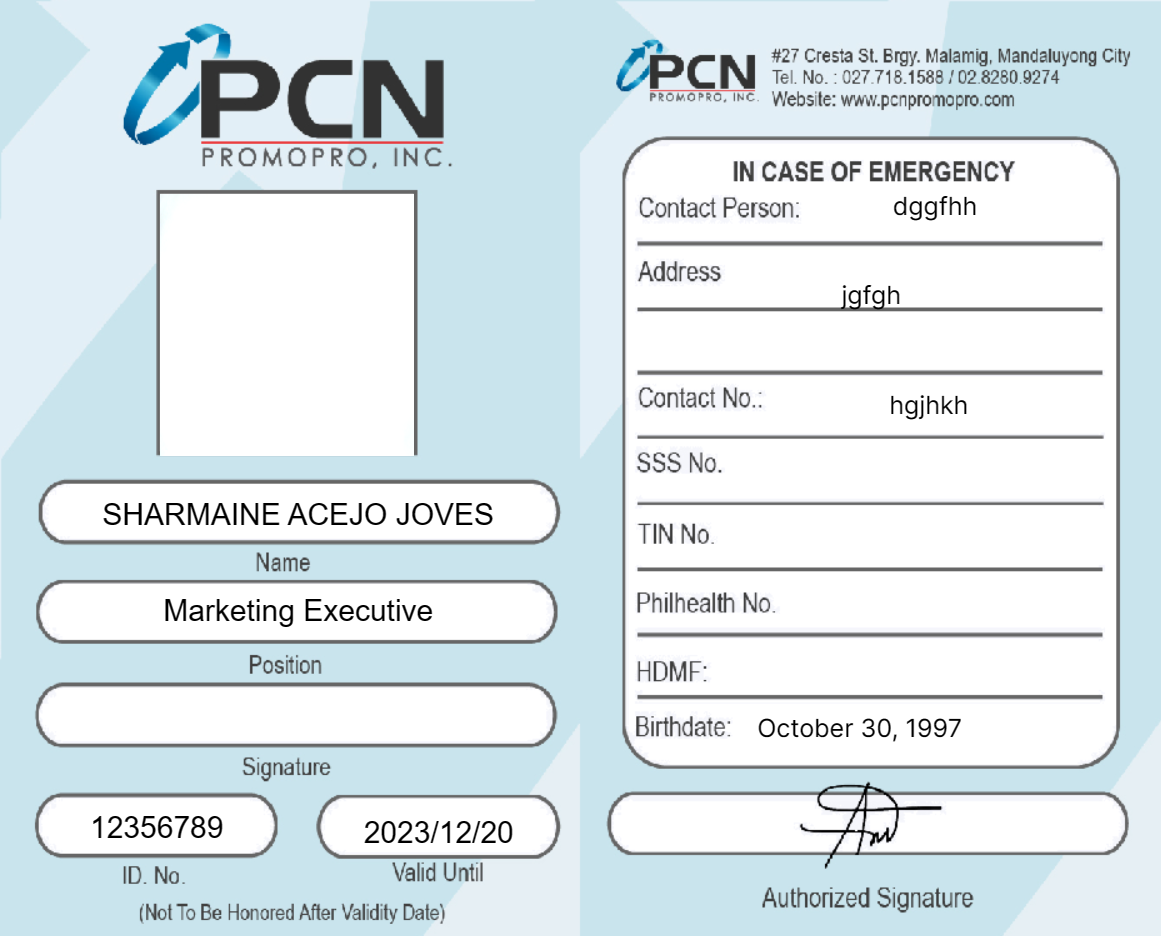 PCN
PROMOPRO, INC.
SHARMAINE ACEJO JOVES
Name
Marketing Executive
Position
Signature
12356789
ID. No.
2023/12/20
Valid Until
(Not To Be Honored After Validity Date)
PCN
PROMOPRO, INC.
#27 Cresta St. Brgy. Malamig, Mandaluyong City
Tel. No. : 027.718.1588 / 02.8280.9274
Website: www.pcnpromopro.com
IN CASE OF EMERGENCY
Contact Person: dggfhh
Address
jgfgh
Contact No.: hgjhkh
SSS No.
TIN No.
Philhealth No.
HDMF:
Birthdate: October 30, 1997
Authorized Signature